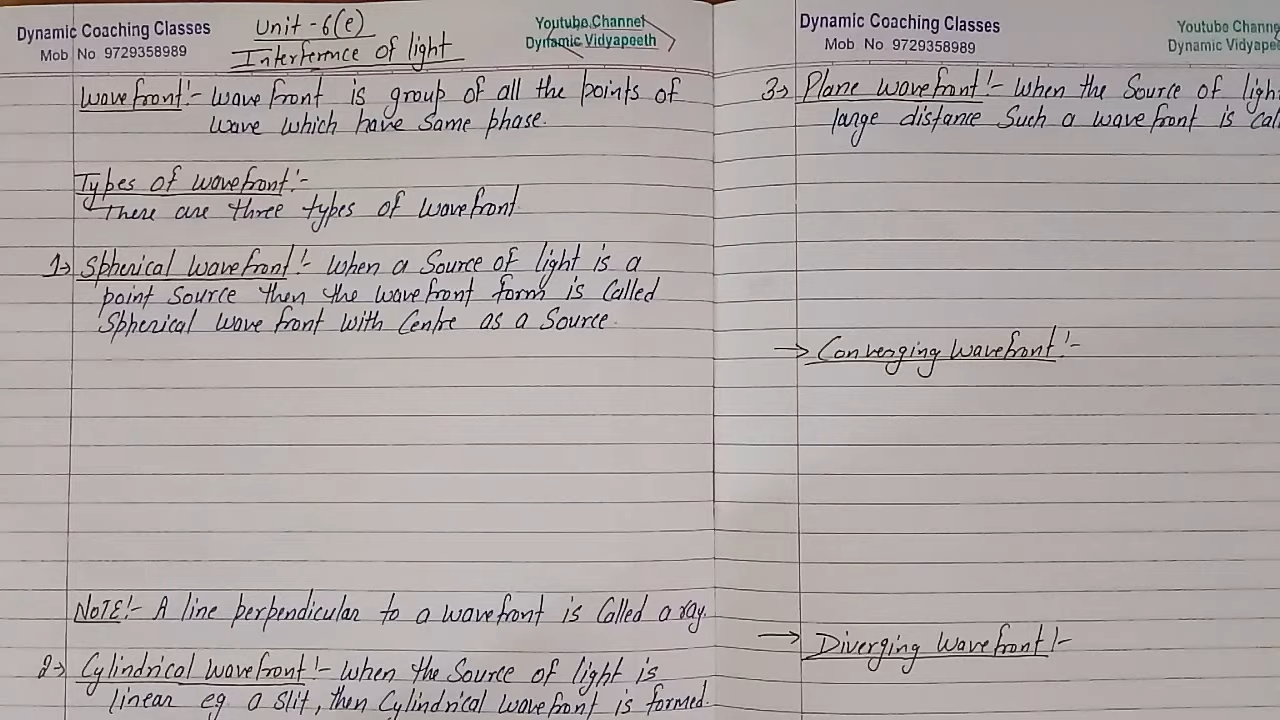 Dynamic Coaching Classes
Mob No 9729358989
Unit-6(e)
Interference of light
Youtube Channel
Dynamic Vidyapeeth
Wavefront:- Wavefront is group of all the points of
wave which have same phase.
Types of wavefront:-
There are three types of wavefront
1→ Spherical wavefront:- When a source of light is a
point source then the wavefront form is called
Spherical wave front with Centre as a source.
NOTE:- A line perpendicular to a wavefront is called a ray.
2→ Cylindrical wavefront:- When the source of light is
linear eg a slit, then Cylindrical wavefront is formed.
Dynamic Coaching Classes
Mob No 9729358989
Youtube Channe
Dynamic Vidyape
3→ Plane wavefront:- When the source of ligh
large distance such a wavefront is cal
→ Converging Wavefront:-
→ Diverging Wavefront:-